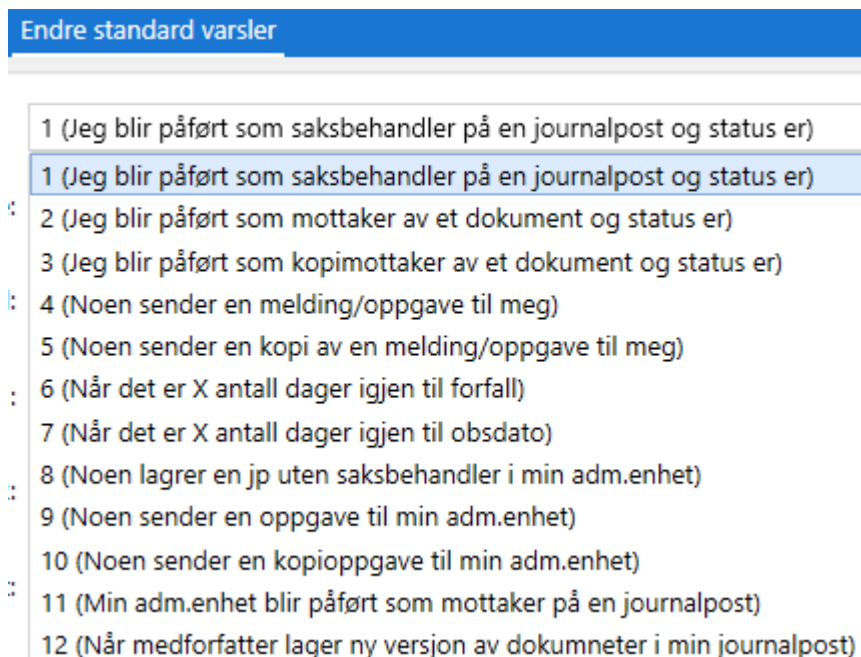 Endre standard varsler
1 (Jeg blir påført som saksbehandler på en journalpost og status er)
1 (Jeg blir påført som saksbehandler på en journalpost og status er)
2 (Jeg blir påført som mottaker av et dokument og status er)
3 (Jeg blir påført som kopimottaker av et dokument og status er)
4 (Noen sender en melding/oppgave til meg)
5 (Noen sender en kopi av en melding/oppgave til meg)
6 (Når det er X antall dager igjen til forfall)
7 (Når det er X antall dager igjen til obsdato)
8 (Noen lagrer en jp uten saksbehandler i min adm.enhet)
9 (Noen sender en oppgave til min adm.enhet)
10 (Noen sender en kopioppgave til min adm.enhet)
11 (Min adm.enhet blir påført som mottaker på en journalpost)
12 (Når medforfatter lager ny versjon av dokumneter i min journalpost)